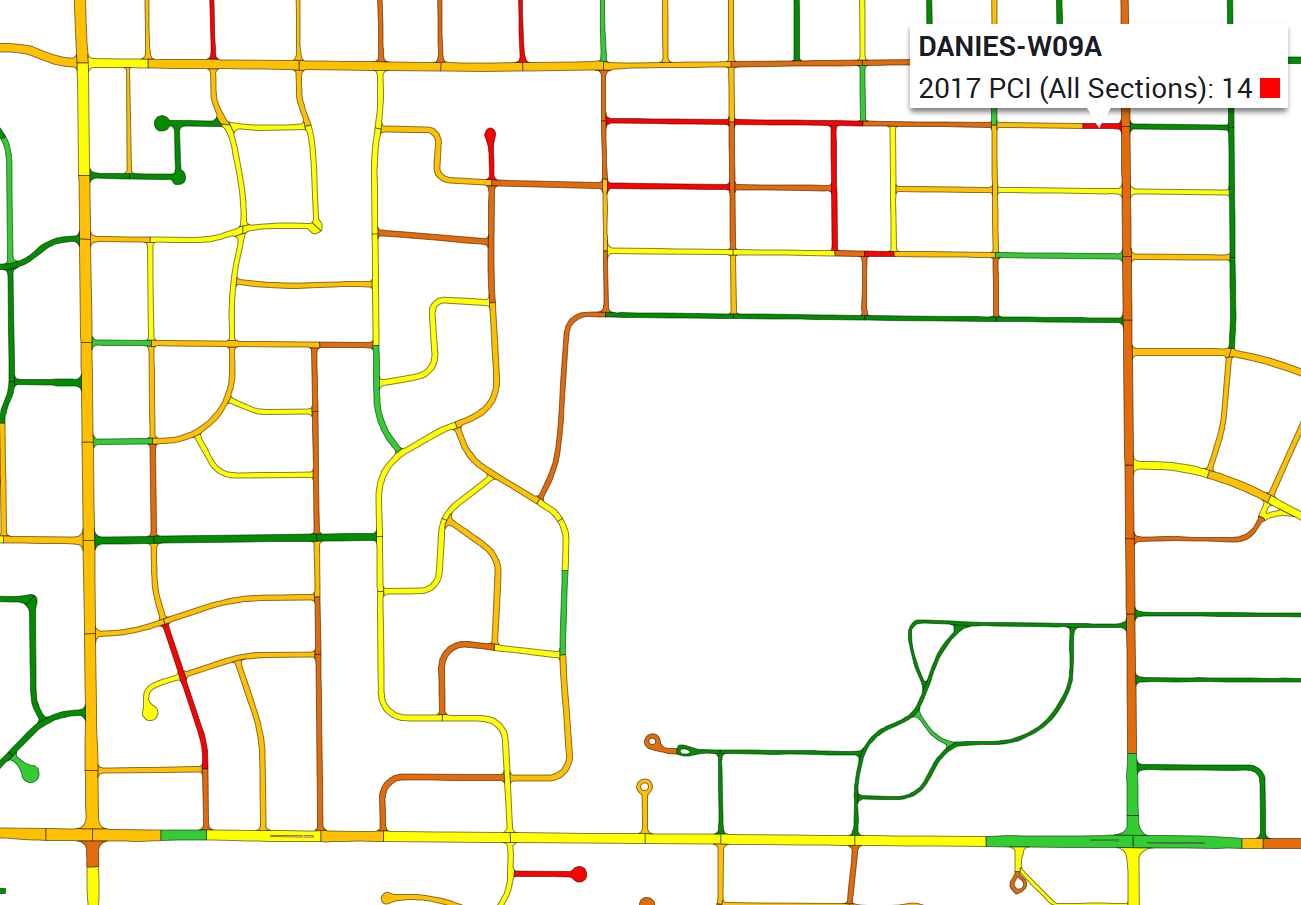 DANIES-W09A
2017 PCI (All Sections): 14